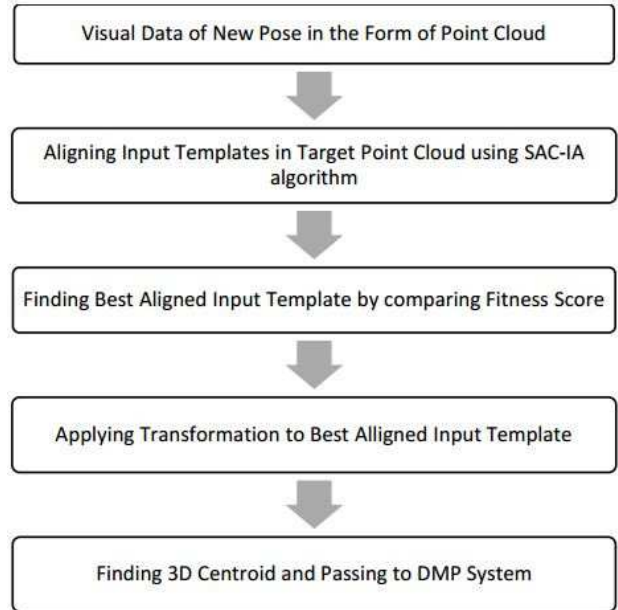 Visual Data of New Pose in the Form of Point Cloud
Aligning Input Templates in Target Point Cloud using SAC-IA
algorithm
Finding Best Aligned Input Template by comparing Fitness Score
Applying Transformation to Best Alligned Input Template
Finding 3D Centroid and Passing to DMP System